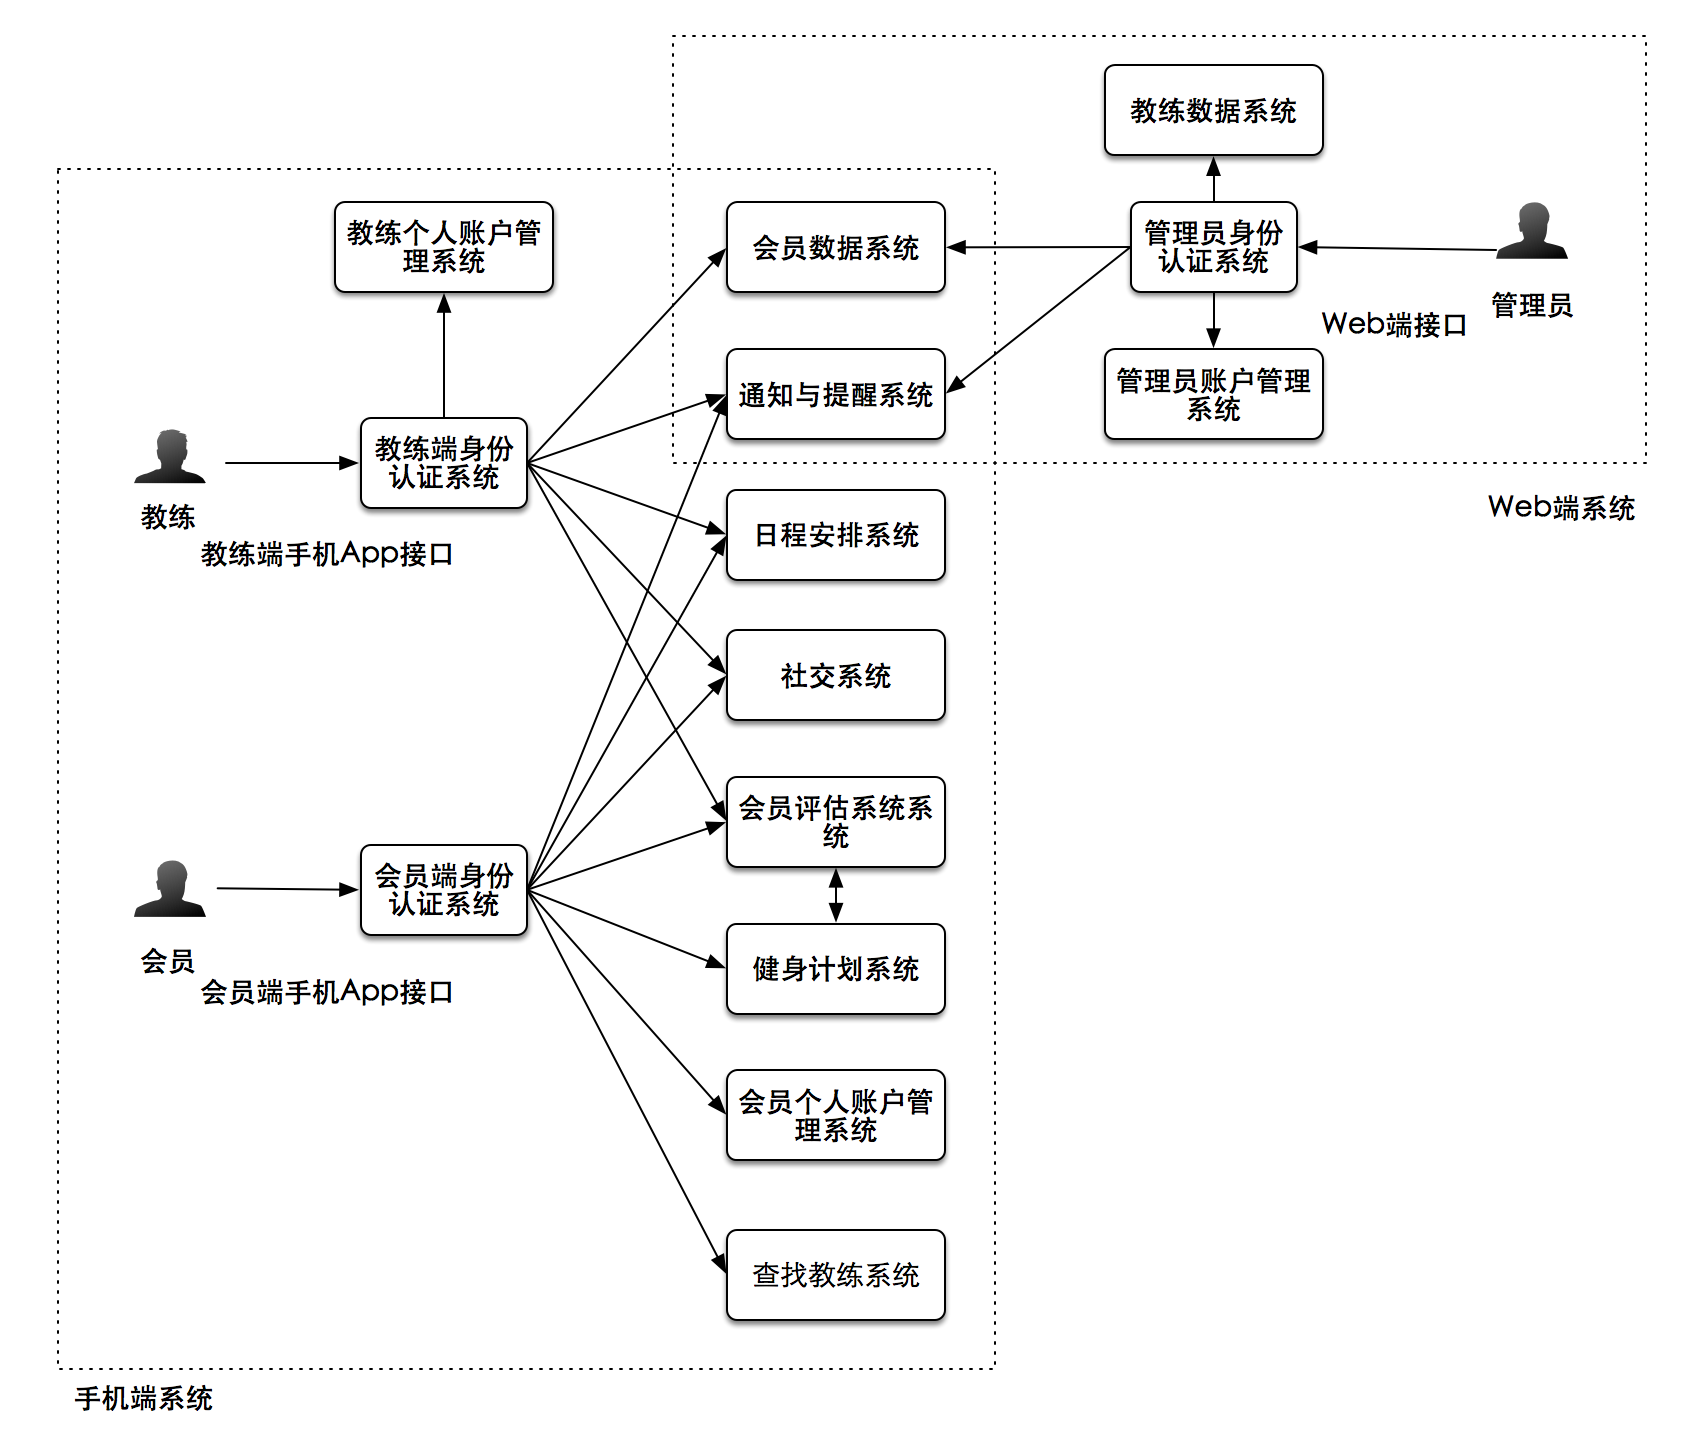 教练数据系统
教练个人账户管
理系统
会员数据系统
管理员身份
认证系统
管理员
Web端接口
通知与提醒系统
管理员账户管理
系统
教练端身份
认证系统
教练
教练端手机App接口
Web端系统
日程安排系统
社交系统
会员评估系统系
统
会员端身份
认证系统
会员
会员端手机App接口
健身计划系统
会员个人账户管
理系统
查找教练系统
手机端系统